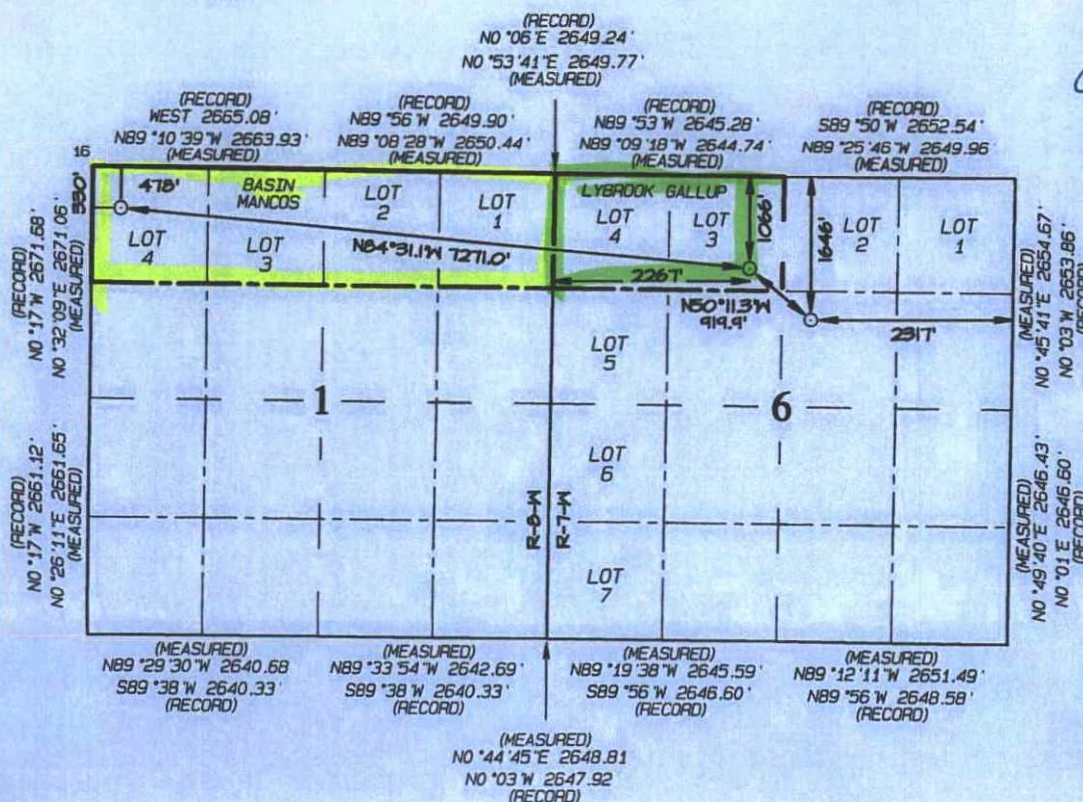 (RECORD)
N0°06'E 2649.24'
N0°53'41"E 2649.77'
(MEASURED)
(RECORD)
WEST 2665.08'
N89°10'39"W 2663.93'
(MEASURED)
(RECORD)
N89°56'W 2649.90'
N89°08'28"W 2650.44'
(MEASURED)
(RECORD)
N89°53'W 2645.28'
N89°09'18"W 2644.74'
(MEASURED)
(RECORD)
S89°50'W 2652.54'
N89°25'46"W 2649.96'
(MEASURED)
16
478'
BASIN
MANCOS
LOT
4
LOT
3
LOT
2
LOT
1
N84°31.1'W 7271.0'
LYBROOK GALLUP
LOT
4
LOT
3
1066'
2267'
N50°11.3'W
919.9'
1646'
LOT
2
LOT
1
2317'
(RECORD)
N0°17'W 2671.68'
N0°32'09"E 2671.06'
(MEASURED)
(MEASURED)
N0°45'41"E 2654.67'
N0°03'W 2653.86'
LOT
5
1
6
LOT
6
R-8-W
R-7-W
LOT
7
(RECORD)
N0°17'W 2661.12'
N0°26'11"E 2661.65'
(MEASURED)
(MEASURED)
N0°49'40"E 2646.43'
N0°01'E 2646.60'
(RECORD)
(MEASURED)
N89°29'30"W 2640.68
S89°38'W 2640.33'
(RECORD)
(MEASURED)
N89°33'54"W 2642.69'
S89°38'W 2640.33'
(RECORD)
(MEASURED)
N89°19'38"W 2645.59'
S89°56'W 2646.60'
(RECORD)
(MEASURED)
N89°12'11"W 2651.49'
N89°56'W 2648.58'
(RECORD)
(MEASURED)
N0°44'45"E 2648.81
N0°03'W 2647.92
(RECORD)